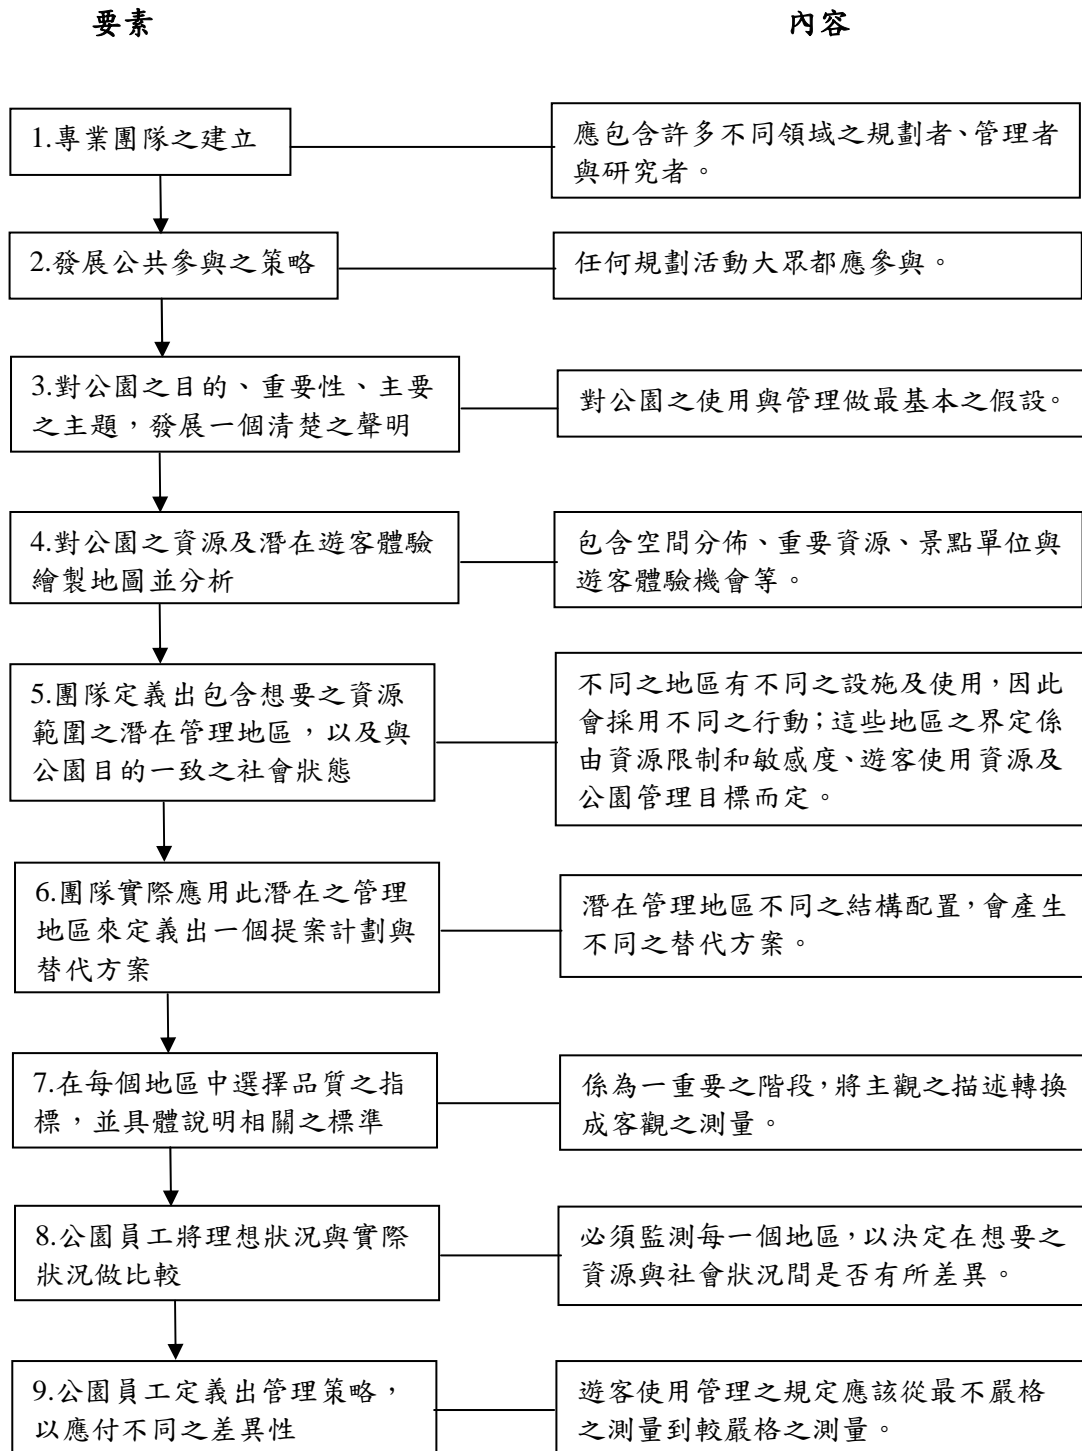 要素
內容
1.專業團隊之建立
應包含許多不同領域之規劃者、管理者
與研究者。
2.發展公共參與之策略
任何規劃活動大眾都應參與。
3.對公園之目的、重要性、主要
之主題，發展一個清楚之聲明
對公園之使用與管理做最基本之假設。
4.對公園之資源及潛在遊客體驗
繪製地圖並分析
包含空間分佈、重要資源、景點單位與
遊客體驗機會等。
5.團隊定義出包含想要之資源
範圍之潛在管理地區，以及與
公園目的一致之社會狀態
不同之地區有不同之設施及使用，因此
會採用不同之行動；這些地區之界定係
由資源限制和敏感度、遊客使用資源及
公園管理目標而定。
6.團隊實際應用此潛在之管理
地區來定義出一個提案計劃與
替代方案
潛在管理地區不同之結構配置，會產生
不同之替代方案。
7.在每個地區中選擇品質之指
標，並具體說明相關之標準
係為一重要之階段，將主觀之描述轉換
成客觀之測量。
8.公園員工將理想狀況與實際
狀況做比較
必須監測每一個地區，以決定在想要之
資源與社會狀況間是否有所差異。
9.公園員工定義出管理策略，
以應付不同之差異性
遊客使用管理之規定應該從最不嚴格
之測量到較嚴格之測量。